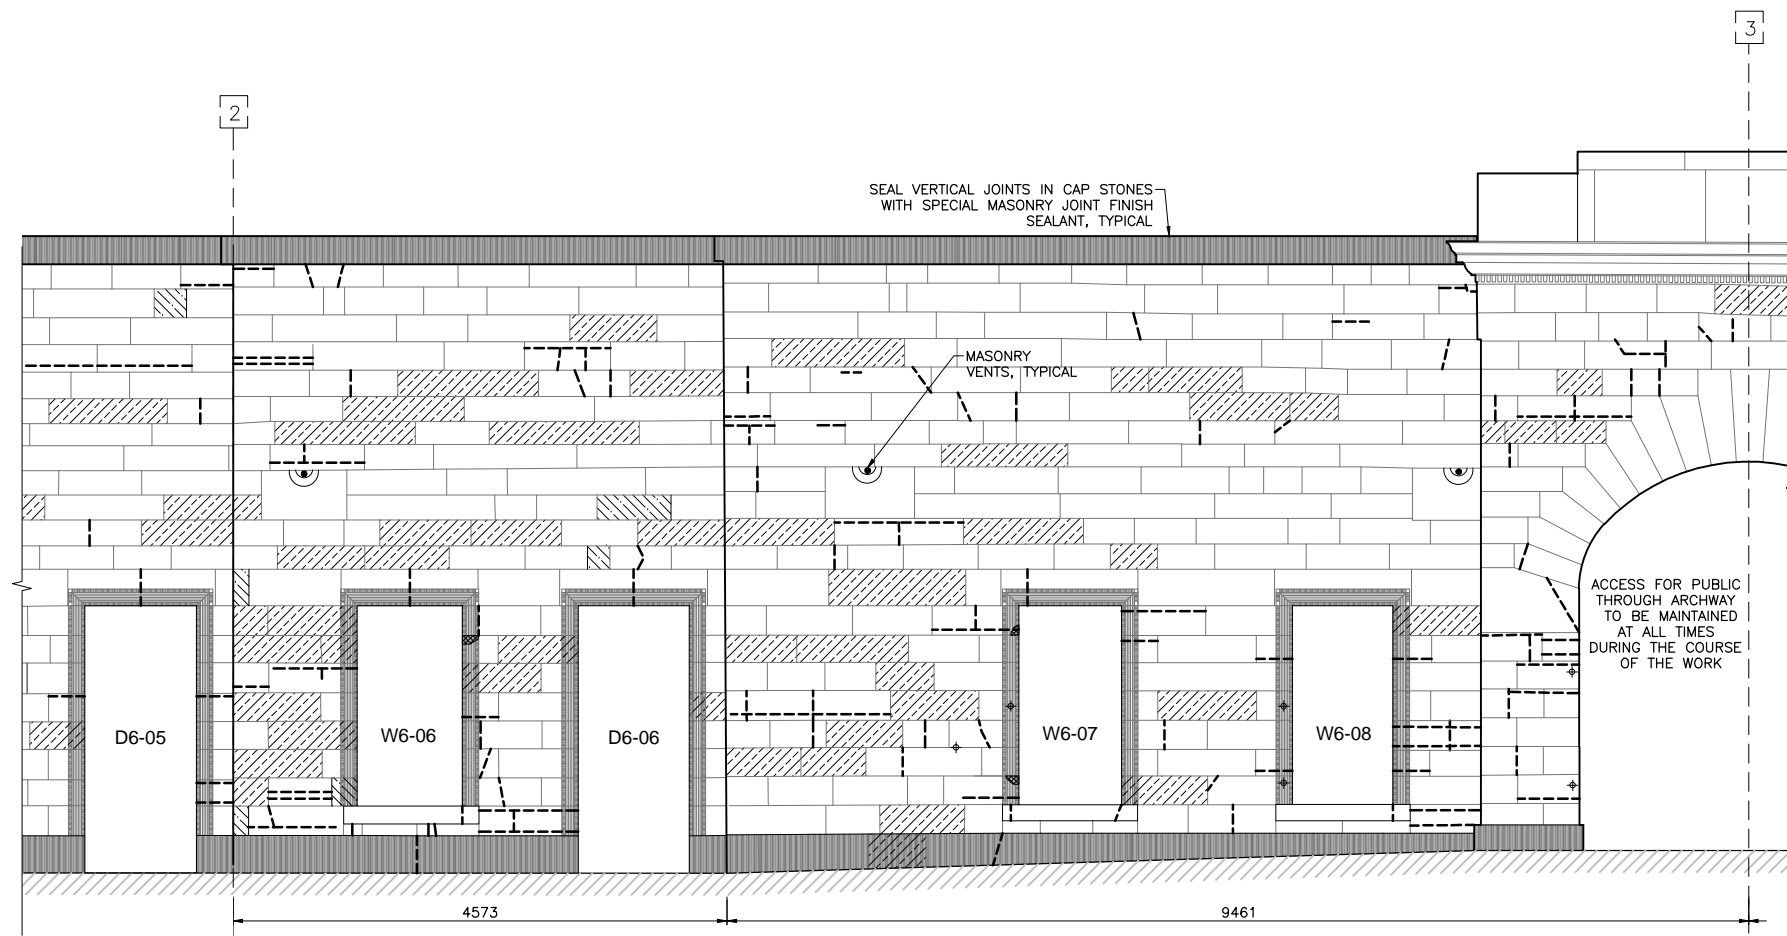 3
2
SEAL VERTICAL JOINTS IN CAP STONES
WITH SPECIAL MASONRY JOINT FINISH
SEALANT, TYPICAL
MASONRY
VENTS, TYPICAL
ACCESS FOR PUBLIC
THROUGH ARCHWAY
TO BE MAINTAINED
AT ALL TIMES
DURING THE COURSE
OF THE WORK
D6-05
W6-06
D6-06
W6-07
W6-08
4573
9461